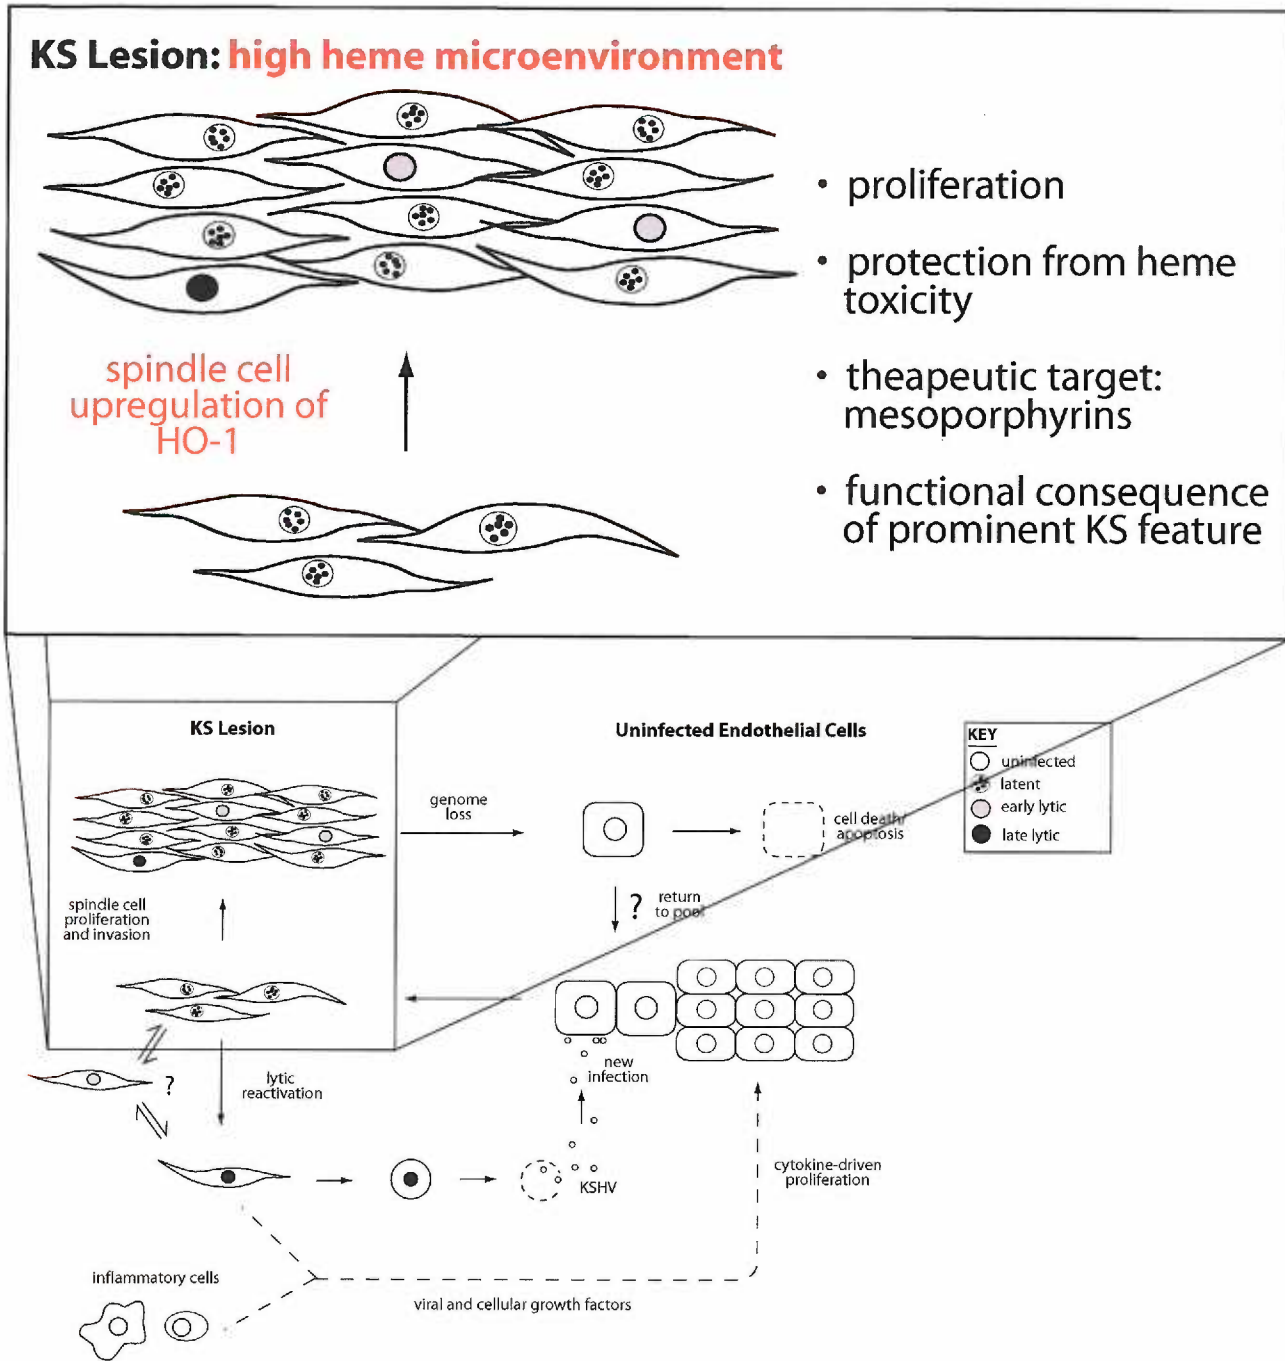 KS Lesion: high heme microenvironment
• proliferation
• protection from heme
toxicity
• theapeutic target:
mesoporphyrins
• functional consequence
of prominent KS feature
spindle cell
upregulation of
HO-1
KS Lesion
Uninfected Endothelial Cells
KEY
uninfected
latent
early lytic
late lytic
genome
loss
cell death/
apoptosis
? return
to pool
spindle cell
proliferation
and invasion
new
infection
?
lytic
reactivation
KSHV
cytokine-driven
proliferation
inflammatory cells
viral and cellular growth factors